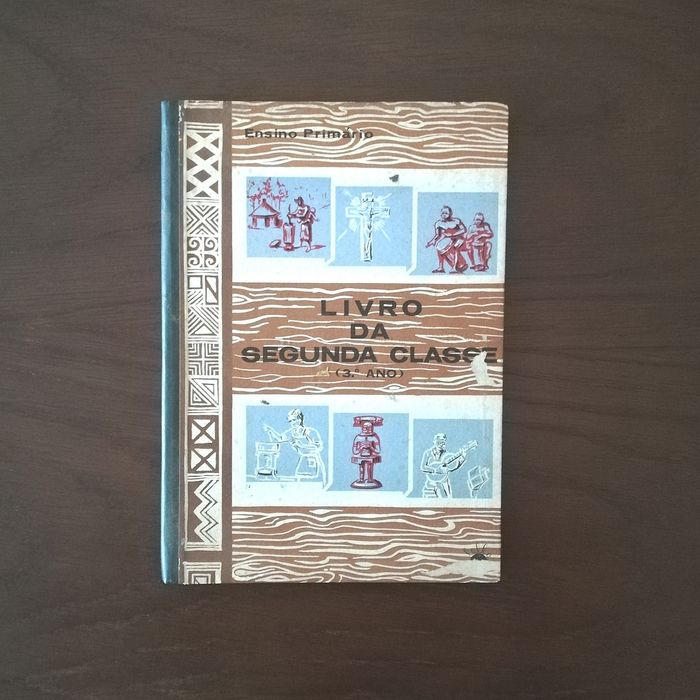 Ensino Primário
LIVRO
DA
SEGUNDA CLASSE
(3.º ANO)